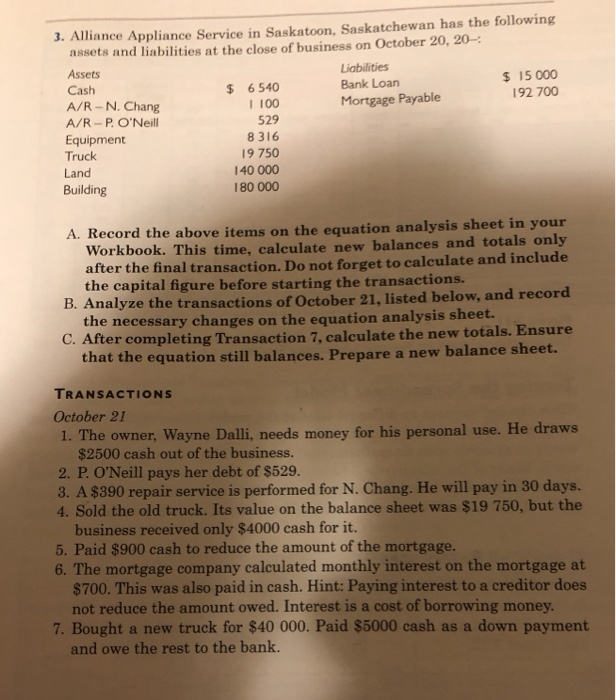 3. Alliance Appliance Service in Saskatoon, Saskatchewan has the following
assets and liabilities at the close of business on October 20, 20–:
Assets Liabilities
Cash $ 6 540 Bank Loan $ 15 000
A/R – N. Chang 1 100 Mortgage Payable 192 700
A/R – P. O'Neill 529
Equipment 8 316
Truck 19 750
Land 140 000
Building 180 000
A. Record the above items on the equation analysis sheet in your
Workbook. This time, calculate new balances and totals only
after the final transaction. Do not forget to calculate and include
the capital figure before starting the transactions.
B. Analyze the transactions of October 21, listed below, and record
the necessary changes on the equation analysis sheet.
C. After completing Transaction 7, calculate the new totals. Ensure
that the equation still balances. Prepare a new balance sheet.
TRANSACTIONS
October 21
1. The owner, Wayne Dalli, needs money for his personal use. He draws
$2500 cash out of the business.
2. P. O'Neill pays her debt of $529.
3. A $390 repair service is performed for N. Chang. He will pay in 30 days.
4. Sold the old truck. Its value on the balance sheet was $19 750, but the
business received only $4000 cash for it.
5. Paid $900 cash to reduce the amount of the mortgage.
6. The mortgage company calculated monthly interest on the mortgage at
$700. This was also paid in cash. Hint: Paying interest to a creditor does
not reduce the amount owed. Interest is a cost of borrowing money.
7. Bought a new truck for $40 000. Paid $5000 cash as a down payment
and owe the rest to the bank.